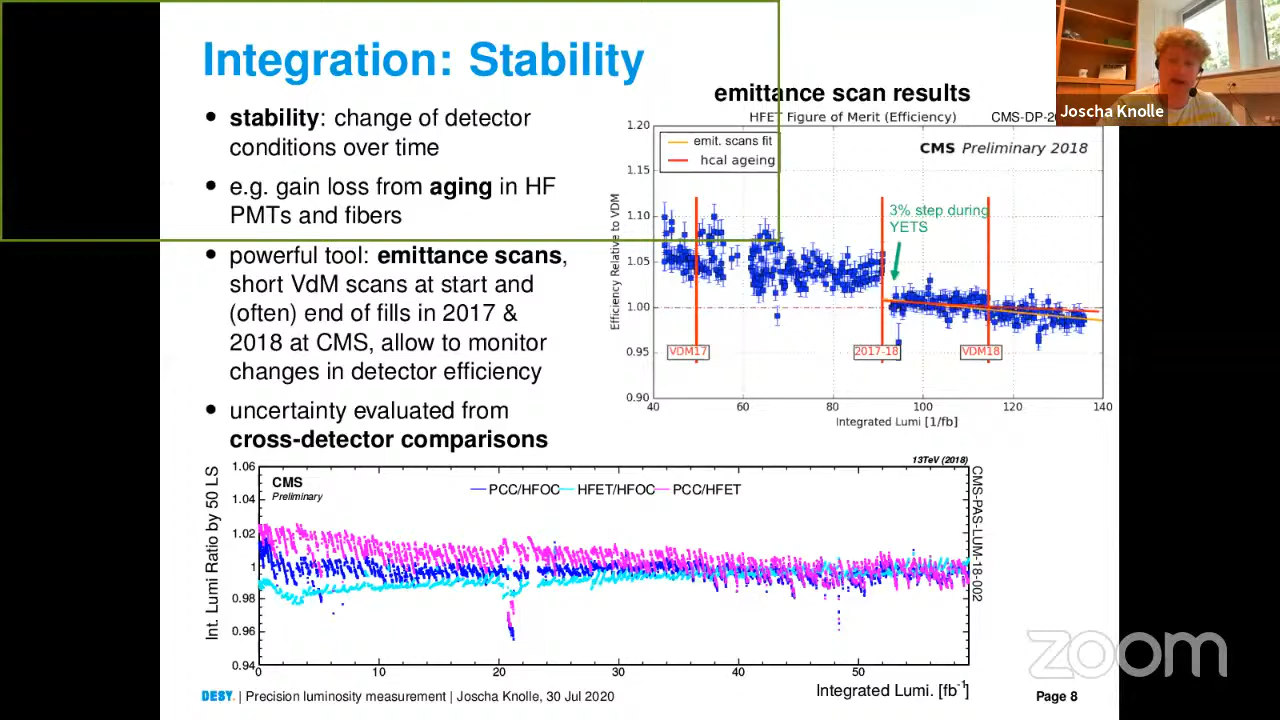 Integration: Stability
• stability: change of detector
conditions over time
• e.g. gain loss from aging in HF
PMTs and fibers
• powerful tool: emittance scans,
short VdM scans at start and
(often) end of fills in 2017 &
2018 at CMS, allow to monitor
changes in detector efficiency
• uncertainty evaluated from
cross-detector comparisons
emittance scan results
HFET Figure of Merit (Efficiency)
Joscha Knolle
1.20
1.15
1.10
1.05
1.00
0.95
0.90
Efficiency Relative to VDM
emit. scans fit
hcal ageing
CMS Preliminary 2018
3% step during
YETS
VDM17
2017-18
VDM18
40 60 80 100 120 140
Integrated Lumi [1/fb]
13TeV (2018)
CMS
Preliminary
PCC/HFOC HFET/HFOC PCC/HFET
Int. Lumi Ratio by 50 LS
1.06
1.04
1.02
1
0.98
0.96
0.94
0 10 20 30 40 50
Integrated Lumi. [fb-1]
CMS-PAS-LUM-18-002
zoom
DESY. | Precision luminosity measurement | Joscha Knolle, 30 Jul 2020
Page 8